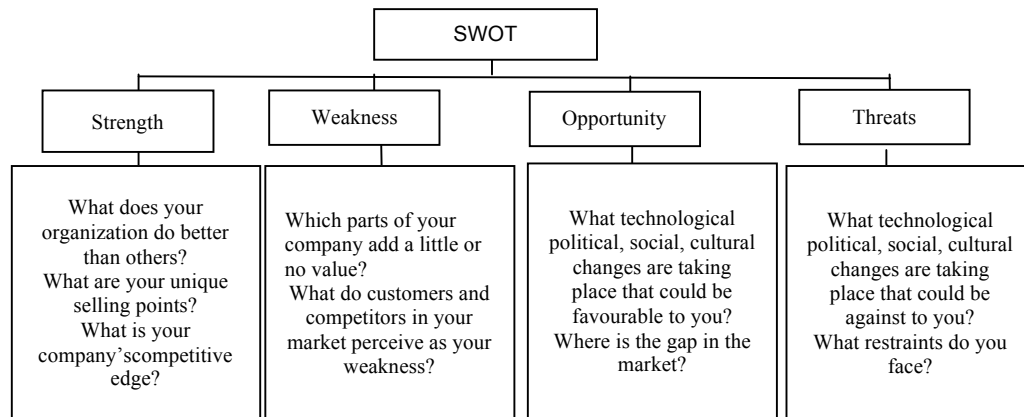 SWOT
Strength
Weakness
Opportunity
Threats
What does your
organization do better
than others?
What are your unique
selling points?
What is your
company'scompetitive
edge?
Which parts of your
company add a little or
no value?
What do customers and
competitors in your
market perceive as your
weakness?
What technological
political, social, cultural
changes are taking
place that could be
favourable to you?
Where is the gap in the
market?
What technological
political, social, cultural
changes are taking
place that could be
against to you?
What restraints do you
face?